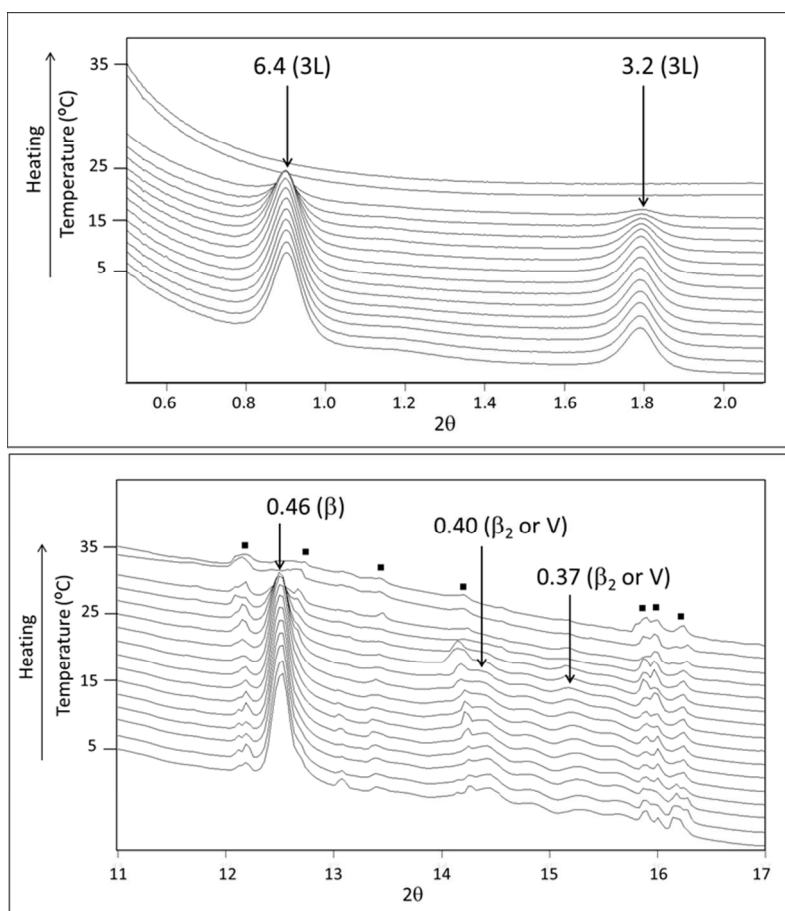 6.4 (3L)
3.2 (3L)
35
25
15
5
Heating
Temperature (°C)
0.6 0.8 1.0 1.2 1.4 1.6 1.8 2.0
2θ
0.46 (β)
0.40 (β₂ or V)
0.37 (β₂ or V)
35
25
15
5
Heating
Temperature (°C)
11 12 13 14 15 16 17
2θ